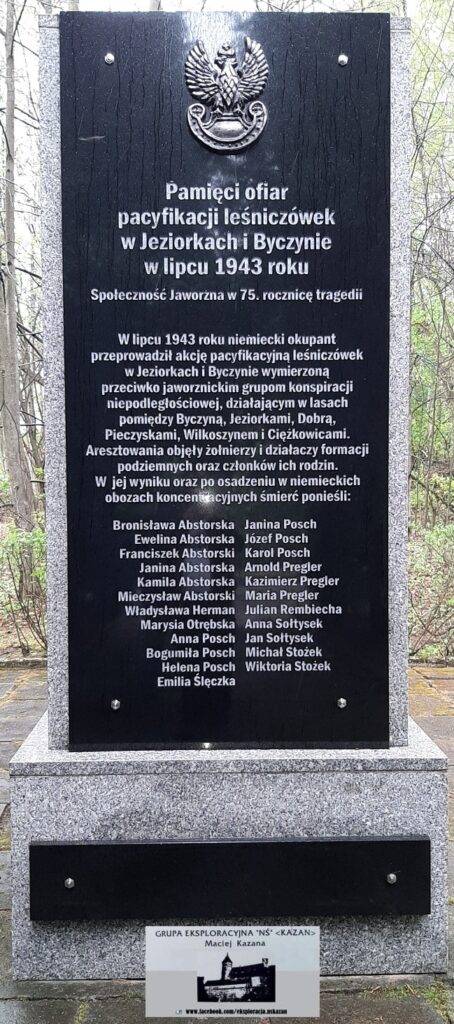 Pamięci ofiar
pacyfikacji leśniczówek
w Jeziorkach i Byczynie
w lipcu 1943 roku
Społeczność Jaworzna w 75. rocznicę tragedii
W lipcu 1943 roku niemiecki okupant
przeprowadził akcję pacyfikacyjną leśniczówek
w Jeziorkach i Byczynie wymierzoną
przeciwko jaworznickim grupom konspiracji
niepodległościowej, działającym w lasach
pomiędzy Byczyną, Jeziorkami, Dobrą,
Pieczyskami, Wilkoszynem i Ciężkowicami.
Aresztowania objęły żołnierzy i działaczy formacji
podziemnych oraz członków ich rodzin.
W jej wyniku oraz po osadzeniu w niemieckich
obozach koncentracyjnych śmierć ponieśli:
Bronisława Abstorska Janina Posch
Ewelina Abstorska Józef Posch
Franciszek Abstorski Karol Posch
Janina Abstorska Arnold Pregler
Kamila Abstorska Kazimierz Pregler
Mieczysław Abstorski Maria Pregler
Władysława Herman Julian Rembiecha
Marysia Otrębska Anna Sołtysek
Anna Posch Jan Sołtysek
Bogumiła Posch Michał Stożek
Helena Posch Wiktoria Stożek
Emilia Ślęczka
GRUPA EKSPLORACYJNA "NŚ" <KAZAN>
Maciej Kazana
www.facebook.com/eksploracja.nskazan